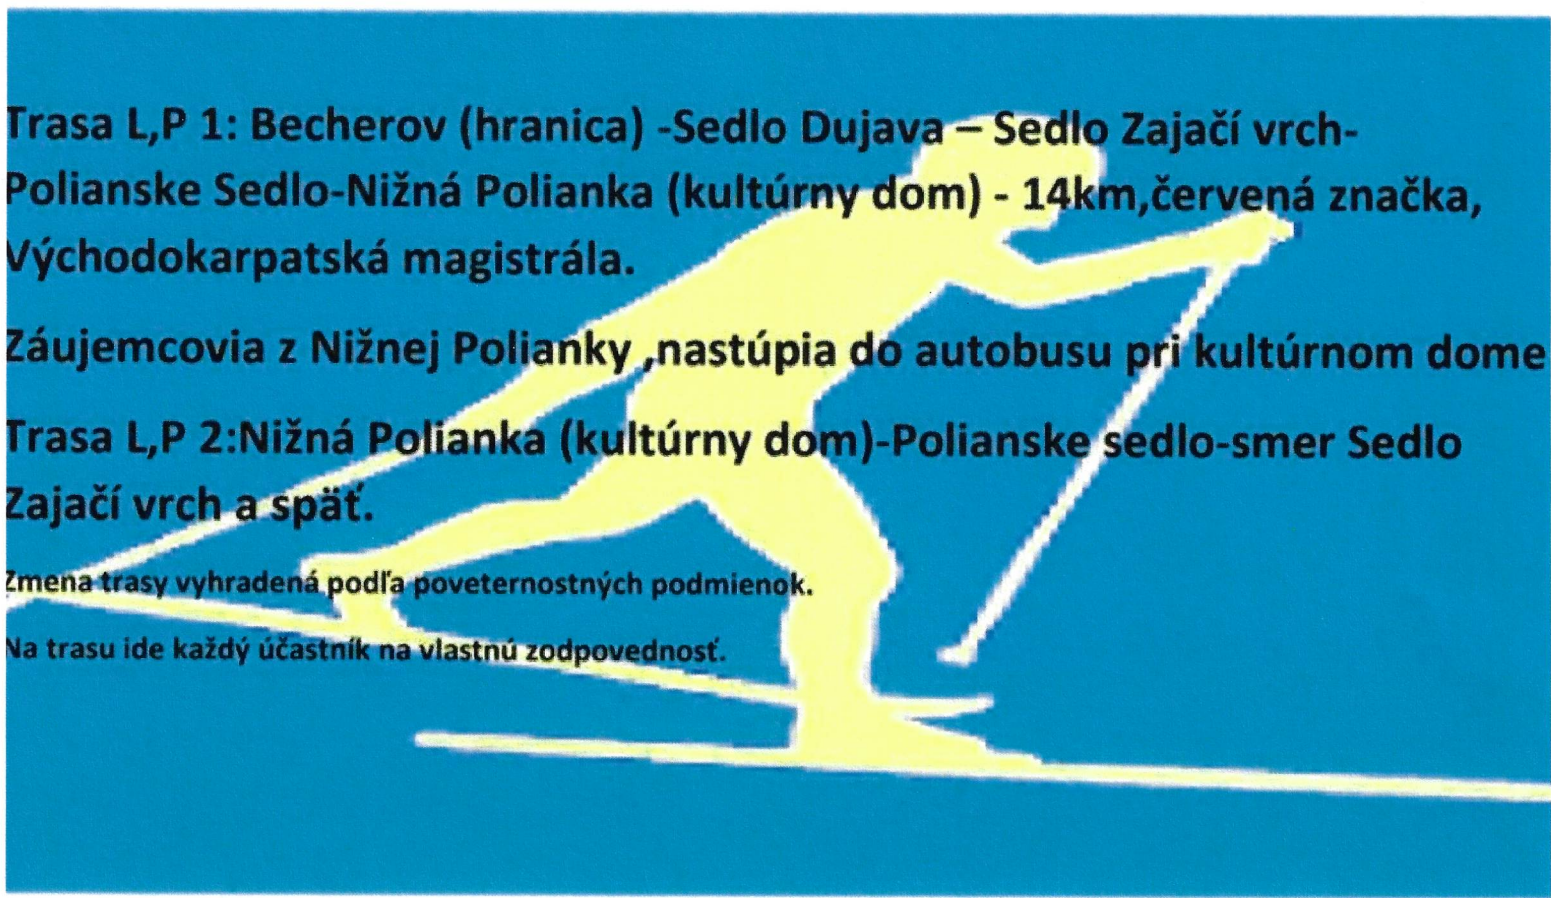 Trasa L,P 1: Becherov (hranica) -Sedlo Dujava – Sedlo Zajačí vrch-
Polianske Sedlo-Nižná Polianka (kultúrny dom) - 14km,červená značka,
Východokarpatská magistrála.
Záujemcovia z Nižnej Polianky ,nastúpia do autobusu pri kultúrnom dome
Trasa L,P 2:Nižná Polianka (kultúrny dom)-Polianske sedlo-smer Sedlo
Zajačí vrch a späť.
Zmena trasy vyhradená podľa poveternostných podmienok.
Na trasu ide každý účastník na vlastnú zodpovednosť.